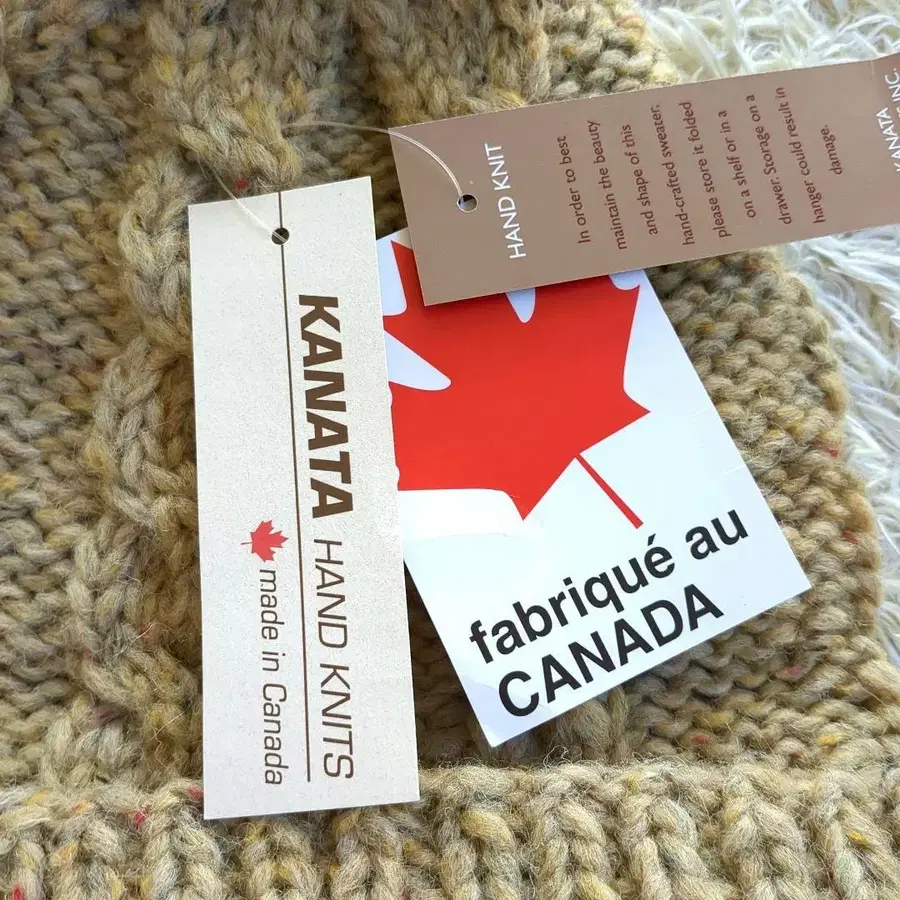 KANATA HAND KNITS
made in Canada
HAND KNIT
In order to best
maintain the beauty
and shape of this
hand-crafted sweater,
please store it folded
on a shelf or in a
drawer. Storage on a
hanger could result in
damage.
KANATA
INC.
fabriqué au
CANADA